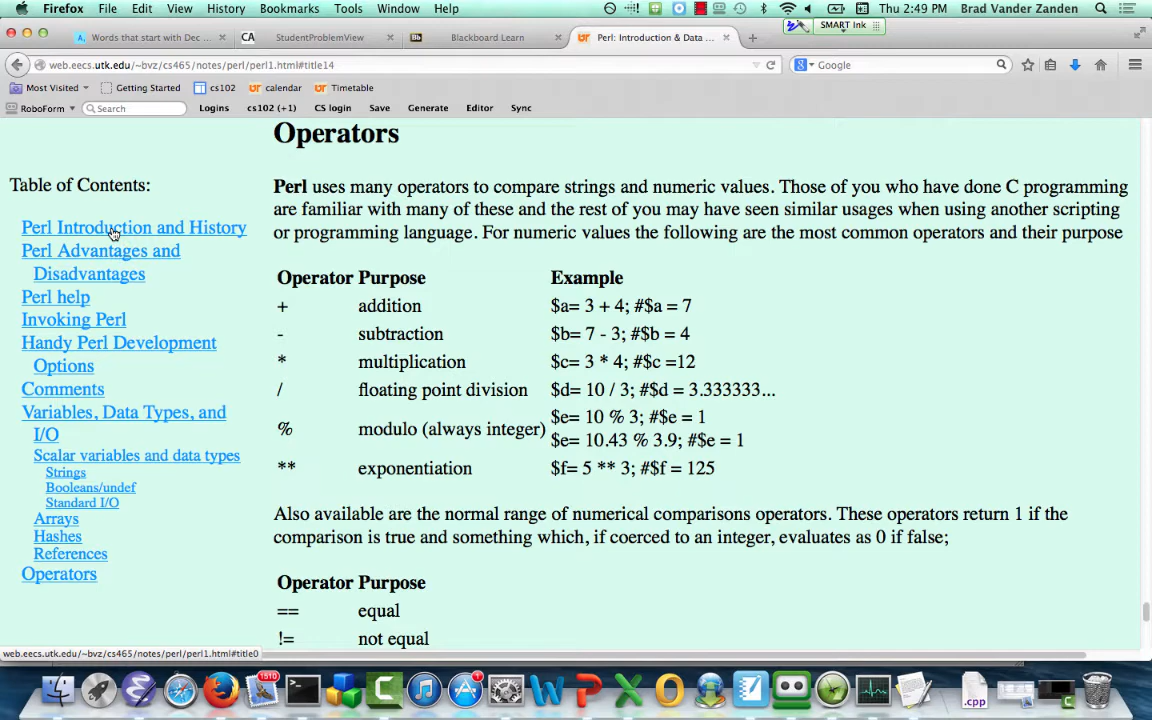 Firefox File Edit View History Bookmarks Tools Window Help Thu 2:49 PM Brad Vander Zanden
Words that start with Dec ... × CA StudentProblemView × Bb Blackboard Learn × Perl: Introduction & Data ... × + SMART Ink
web.eecs.utk.edu/~bvz/cs465/notes/perl/perl1.html#title14 Google
Most Visited Getting Started cs102 calendar Timetable
RoboForm Search Logins cs102 (+1) CS login Save Generate Editor Sync
Table of Contents:
Perl Introduction and History
Perl Advantages and
Disadvantages
Perl help
Invoking Perl
Handy Perl Development
Options
Comments
Variables, Data Types, and
I/O
Scalar variables and data types
Strings
Booleans/undef
Standard I/O
Arrays
Hashes
References
Operators
Operators
Perl uses many operators to compare strings and numeric values. Those of you who have done C programming
are familiar with many of these and the rest of you may have seen similar usages when using another scripting
or programming language. For numeric values the following are the most common operators and their purpose
Operator Purpose Example
+ addition $a= 3 + 4; #$a = 7
- subtraction $b= 7 - 3; #$b = 4
* multiplication $c= 3 * 4; #$c =12
/ floating point division $d= 10 / 3; #$d = 3.333333...
% modulo (always integer) $e= 10 % 3; #$e = 1
$e= 10.43 % 3.9; #$e = 1
** exponentiation $f= 5 ** 3; #$f = 125
Also available are the normal range of numerical comparisons operators. These operators return 1 if the
comparison is true and something which, if coerced to an integer, evaluates as 0 if false;
Operator Purpose
== equal
!= not equal
web.eecs.utk.edu/~bvz/cs465/notes/perl/perl1.html#title0
1510
1
.cpp